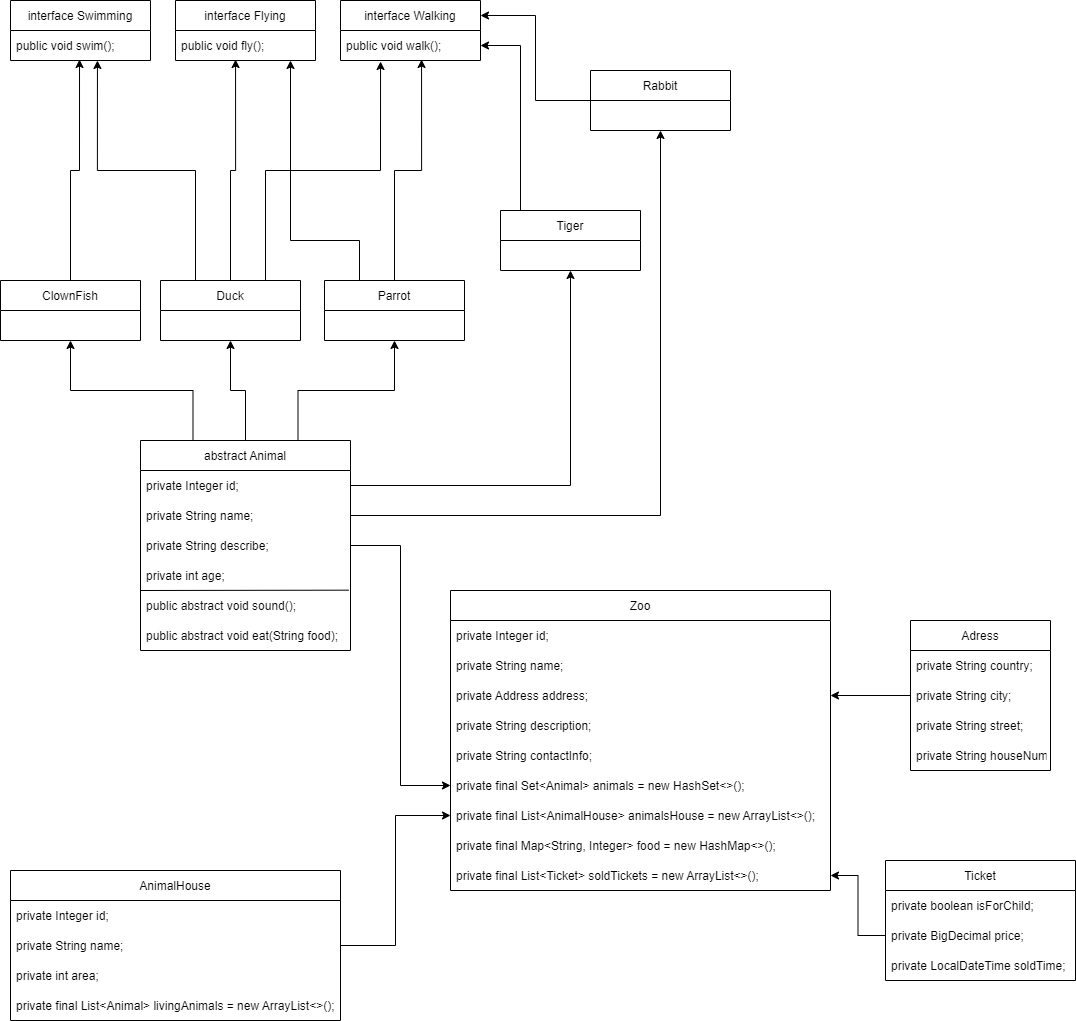 interface Swimming
public void swim();
interface Flying
public void fly();
interface Walking
public void walk();
Rabbit
Tiger
ClownFish
Duck
Parrot
abstract Animal
private Integer id;
private String name;
private String describe;
private int age;
public abstract void sound();
public abstract void eat(String food);
Zoo
private Integer id;
private String name;
private Address address;
private String description;
private String contactInfo;
private final Set<Animal> animals = new HashSet<>();
private final List<AnimalHouse> animalsHouse = new ArrayList<>();
private final Map<String, Integer> food = new HashMap<>();
private final List<Ticket> soldTickets = new ArrayList<>();
Adress
private String country;
private String city;
private String street;
private String houseNum
AnimalHouse
private Integer id;
private String name;
private int area;
private final List<Animal> livingAnimals = new ArrayList<>();
Ticket
private boolean isForChild;
private BigDecimal price;
private LocalDateTime soldTime;